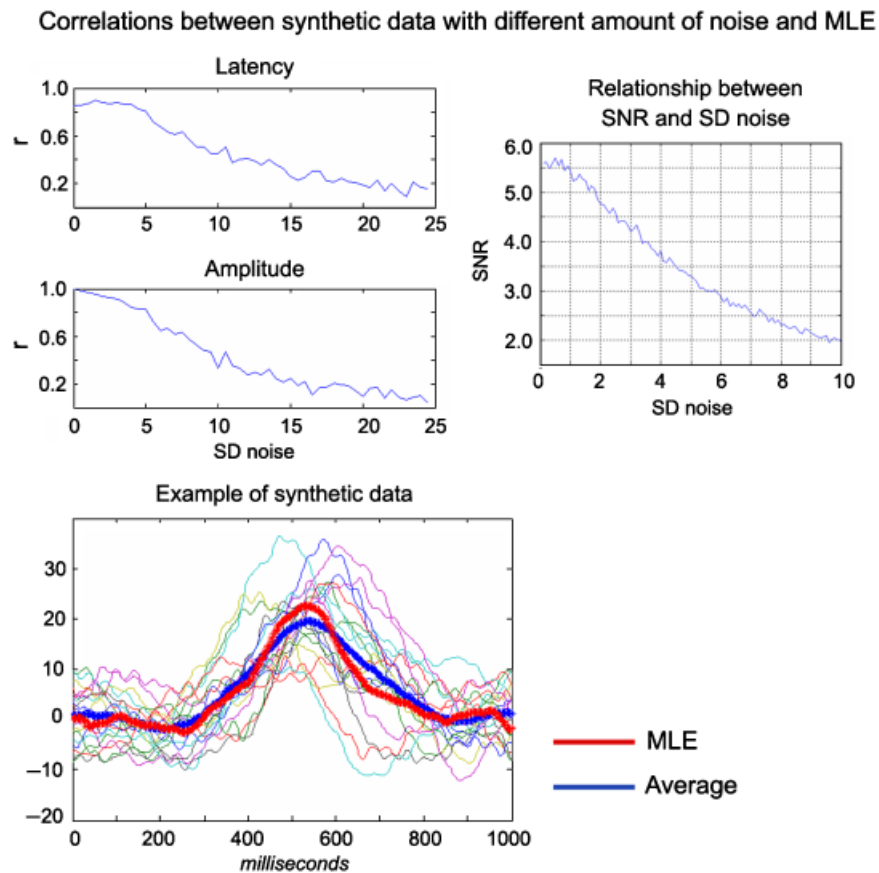 Correlations between synthetic data with different amount of noise and MLE
Latency
1.0
0.6
0.2
r
0 5 10 15 20 25
Amplitude
1.0
0.6
0.2
r
0 5 10 15 20 25
SD noise
Relationship between
SNR and SD noise
6.0
5.0
4.0
3.0
2.0
SNR
0 2 4 6 8 10
SD noise
Example of synthetic data
30
20
10
0
−10
−20
0 200 400 600 800 1000
milliseconds
MLE
Average